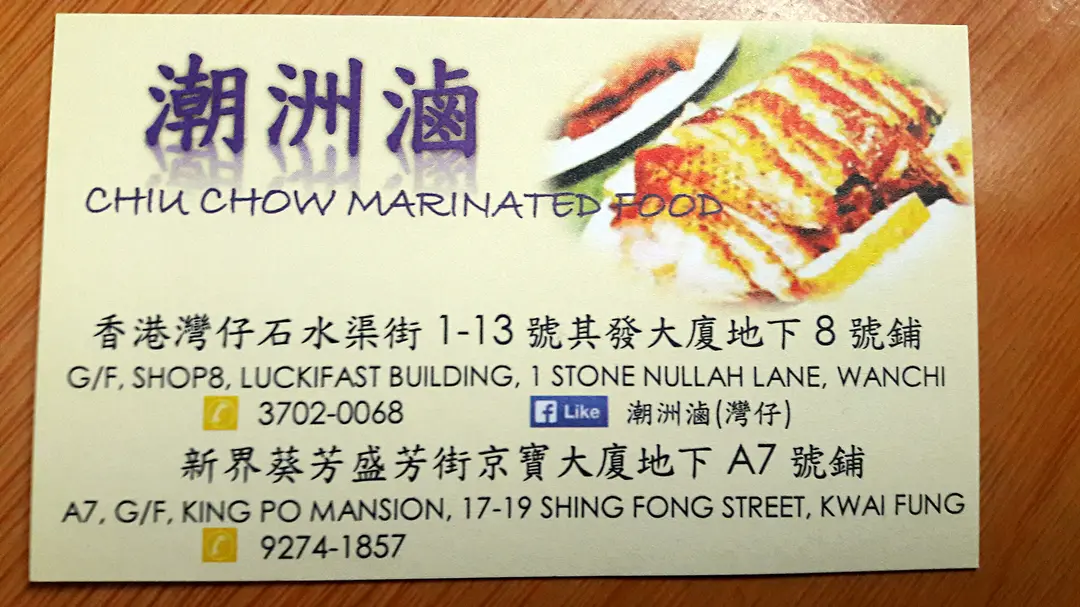 潮洲滷
CHIU CHOW MARINATED FOOD
香港灣仔石水渠街 1-13 號其發大廈地下 8 號鋪
G/F, SHOP8, LUCKIFAST BUILDING, 1 STONE NULLAH LANE, WANCHI
3702-0068 f Like 潮洲滷(灣仔)
新界葵芳盛芳街京寶大廈地下 A7 號鋪
A7, G/F, KING PO MANSION, 17-19 SHING FONG STREET, KWAI FUNG
9274-1857